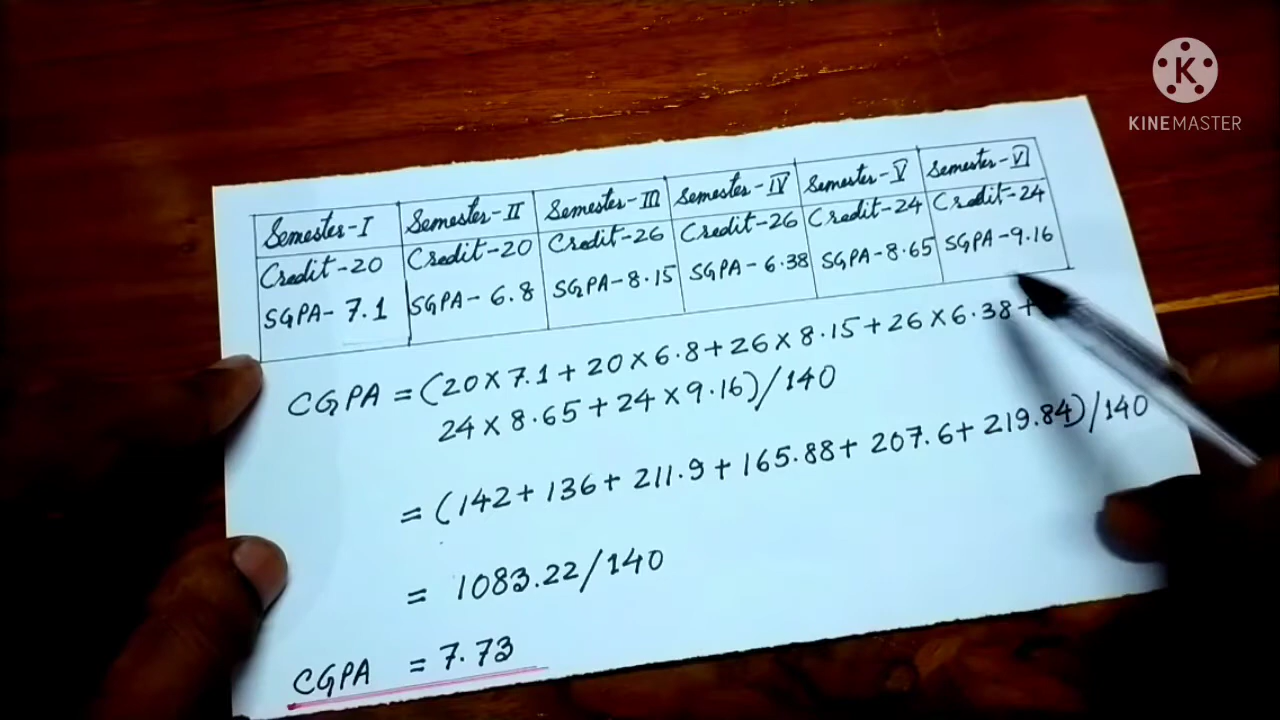 KINEMASTER
Semester-I Semester-II Semester-III Semester-IV Semester-V Semester-VI
Credit-20 Credit-20 Credit-26 Credit-26 Credit-24 Credit-24
SGPA-7.1 SGPA-6.8 SGPA-8.15 SGPA-6.38 SGPA-8.65 SGPA-9.16
CGPA = (20×7.1+20×6.8+26×8.15+26×6.38+
24×8.65+24×9.16)/140
= (142+136+211.9+165.88+207.6+219.84)/140
= 1083.22/140
CGPA = 7.73